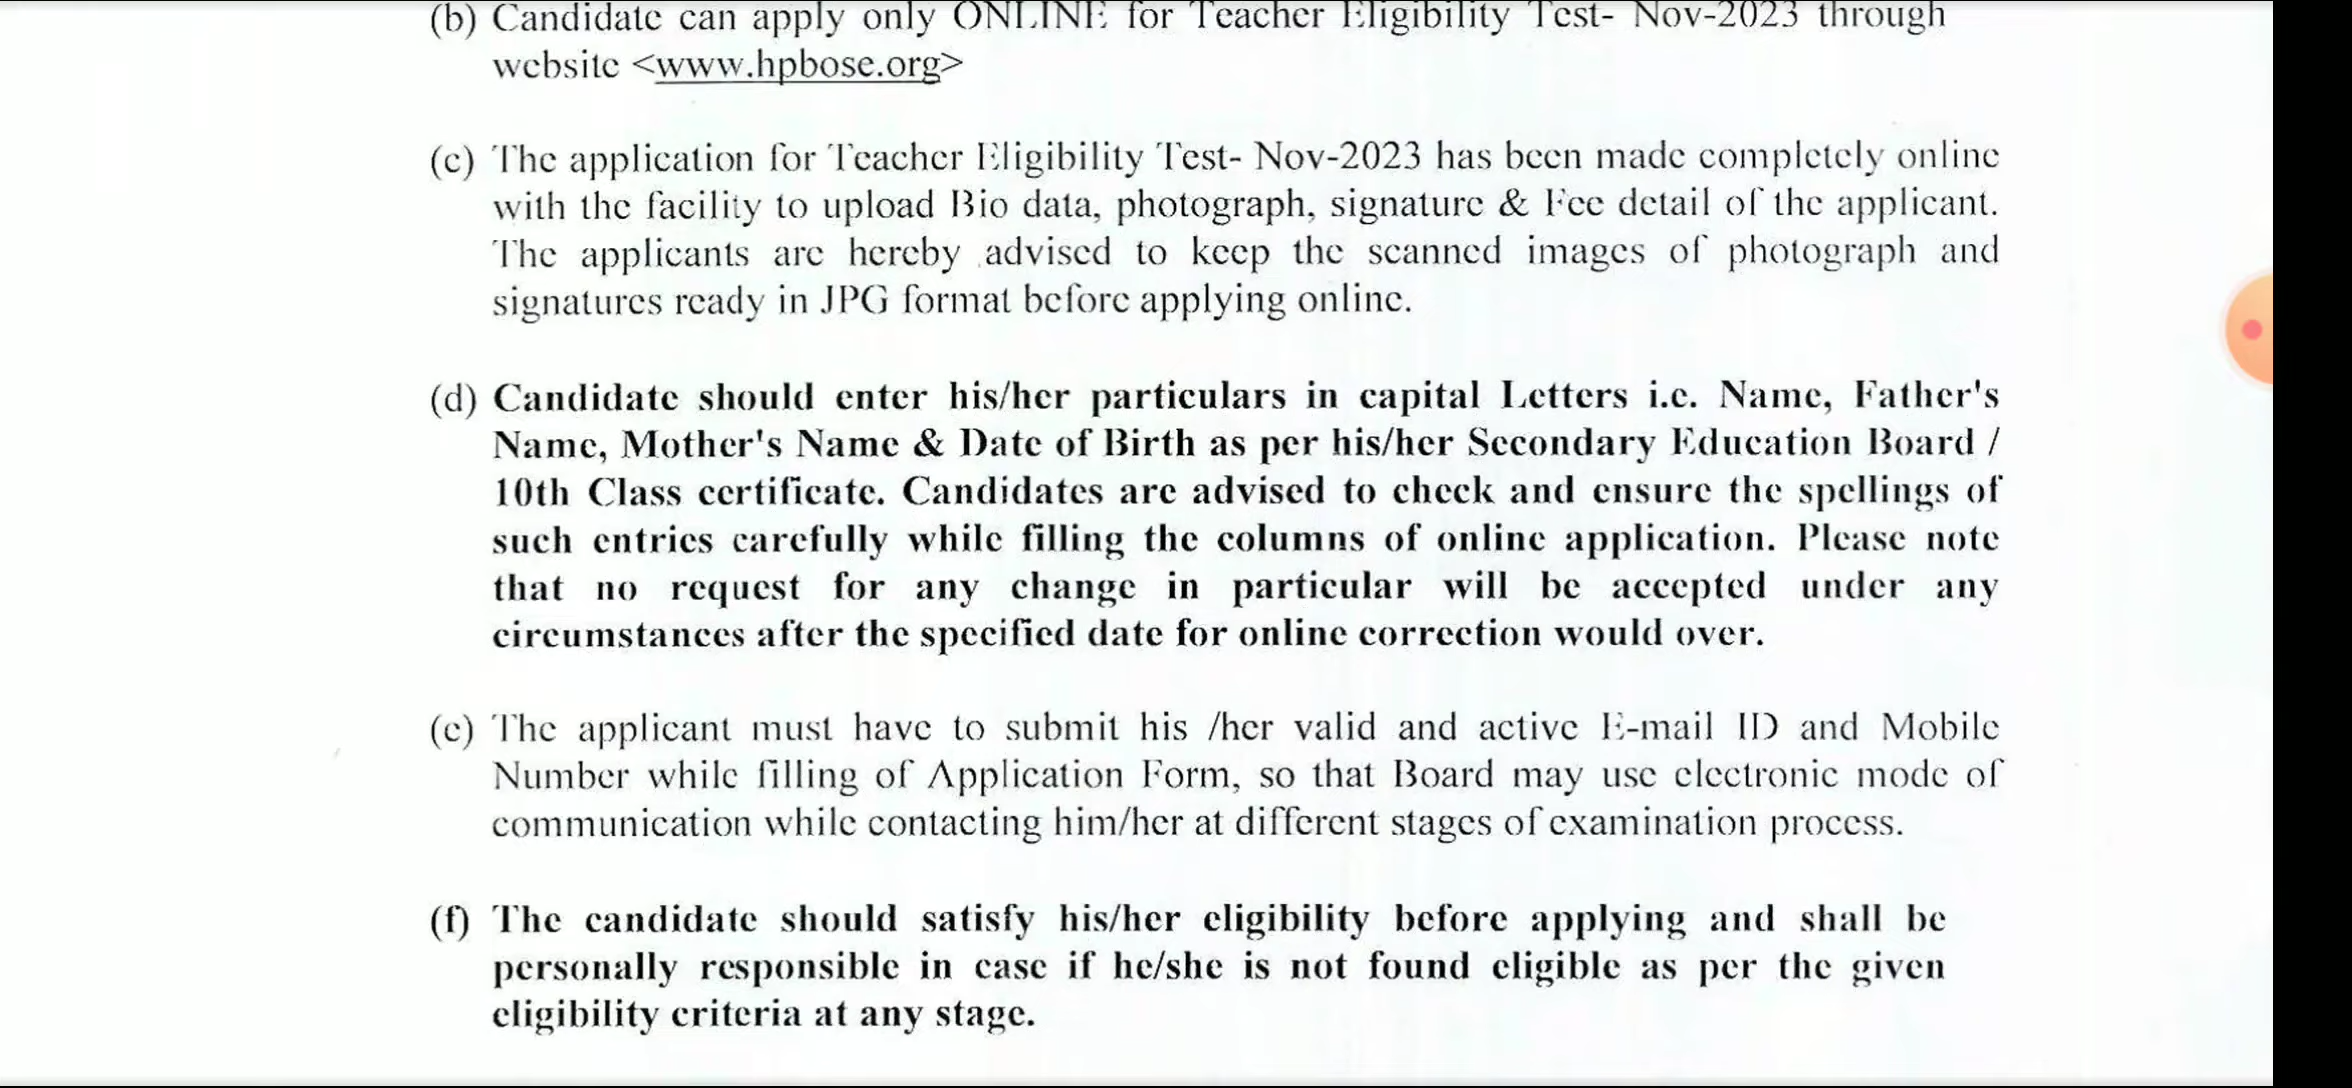 (b) Candidate can apply only ONLINE for Teacher Eligibility Test- Nov-2023 through
website <www.hpbose.org>
(c) The application for Teacher Eligibility Test- Nov-2023 has been made completely online
with the facility to upload Bio data, photograph, signature & Fee detail of the applicant.
The applicants are hereby advised to keep the scanned images of photograph and
signatures ready in JPG format before applying online.
(d) Candidate should enter his/her particulars in capital Letters i.e. Name, Father's
Name, Mother's Name & Date of Birth as per his/her Secondary Education Board /
10th Class certificate. Candidates are advised to check and ensure the spellings of
such entries carefully while filling the columns of online application. Please note
that no request for any change in particular will be accepted under any
circumstances after the specified date for online correction would over.
(e) The applicant must have to submit his /her valid and active E-mail ID and Mobile
Number while filling of Application Form, so that Board may use electronic mode of
communication while contacting him/her at different stages of examination process.
(f) The candidate should satisfy his/her eligibility before applying and shall be
personally responsible in case if he/she is not found eligible as per the given
eligibility criteria at any stage.